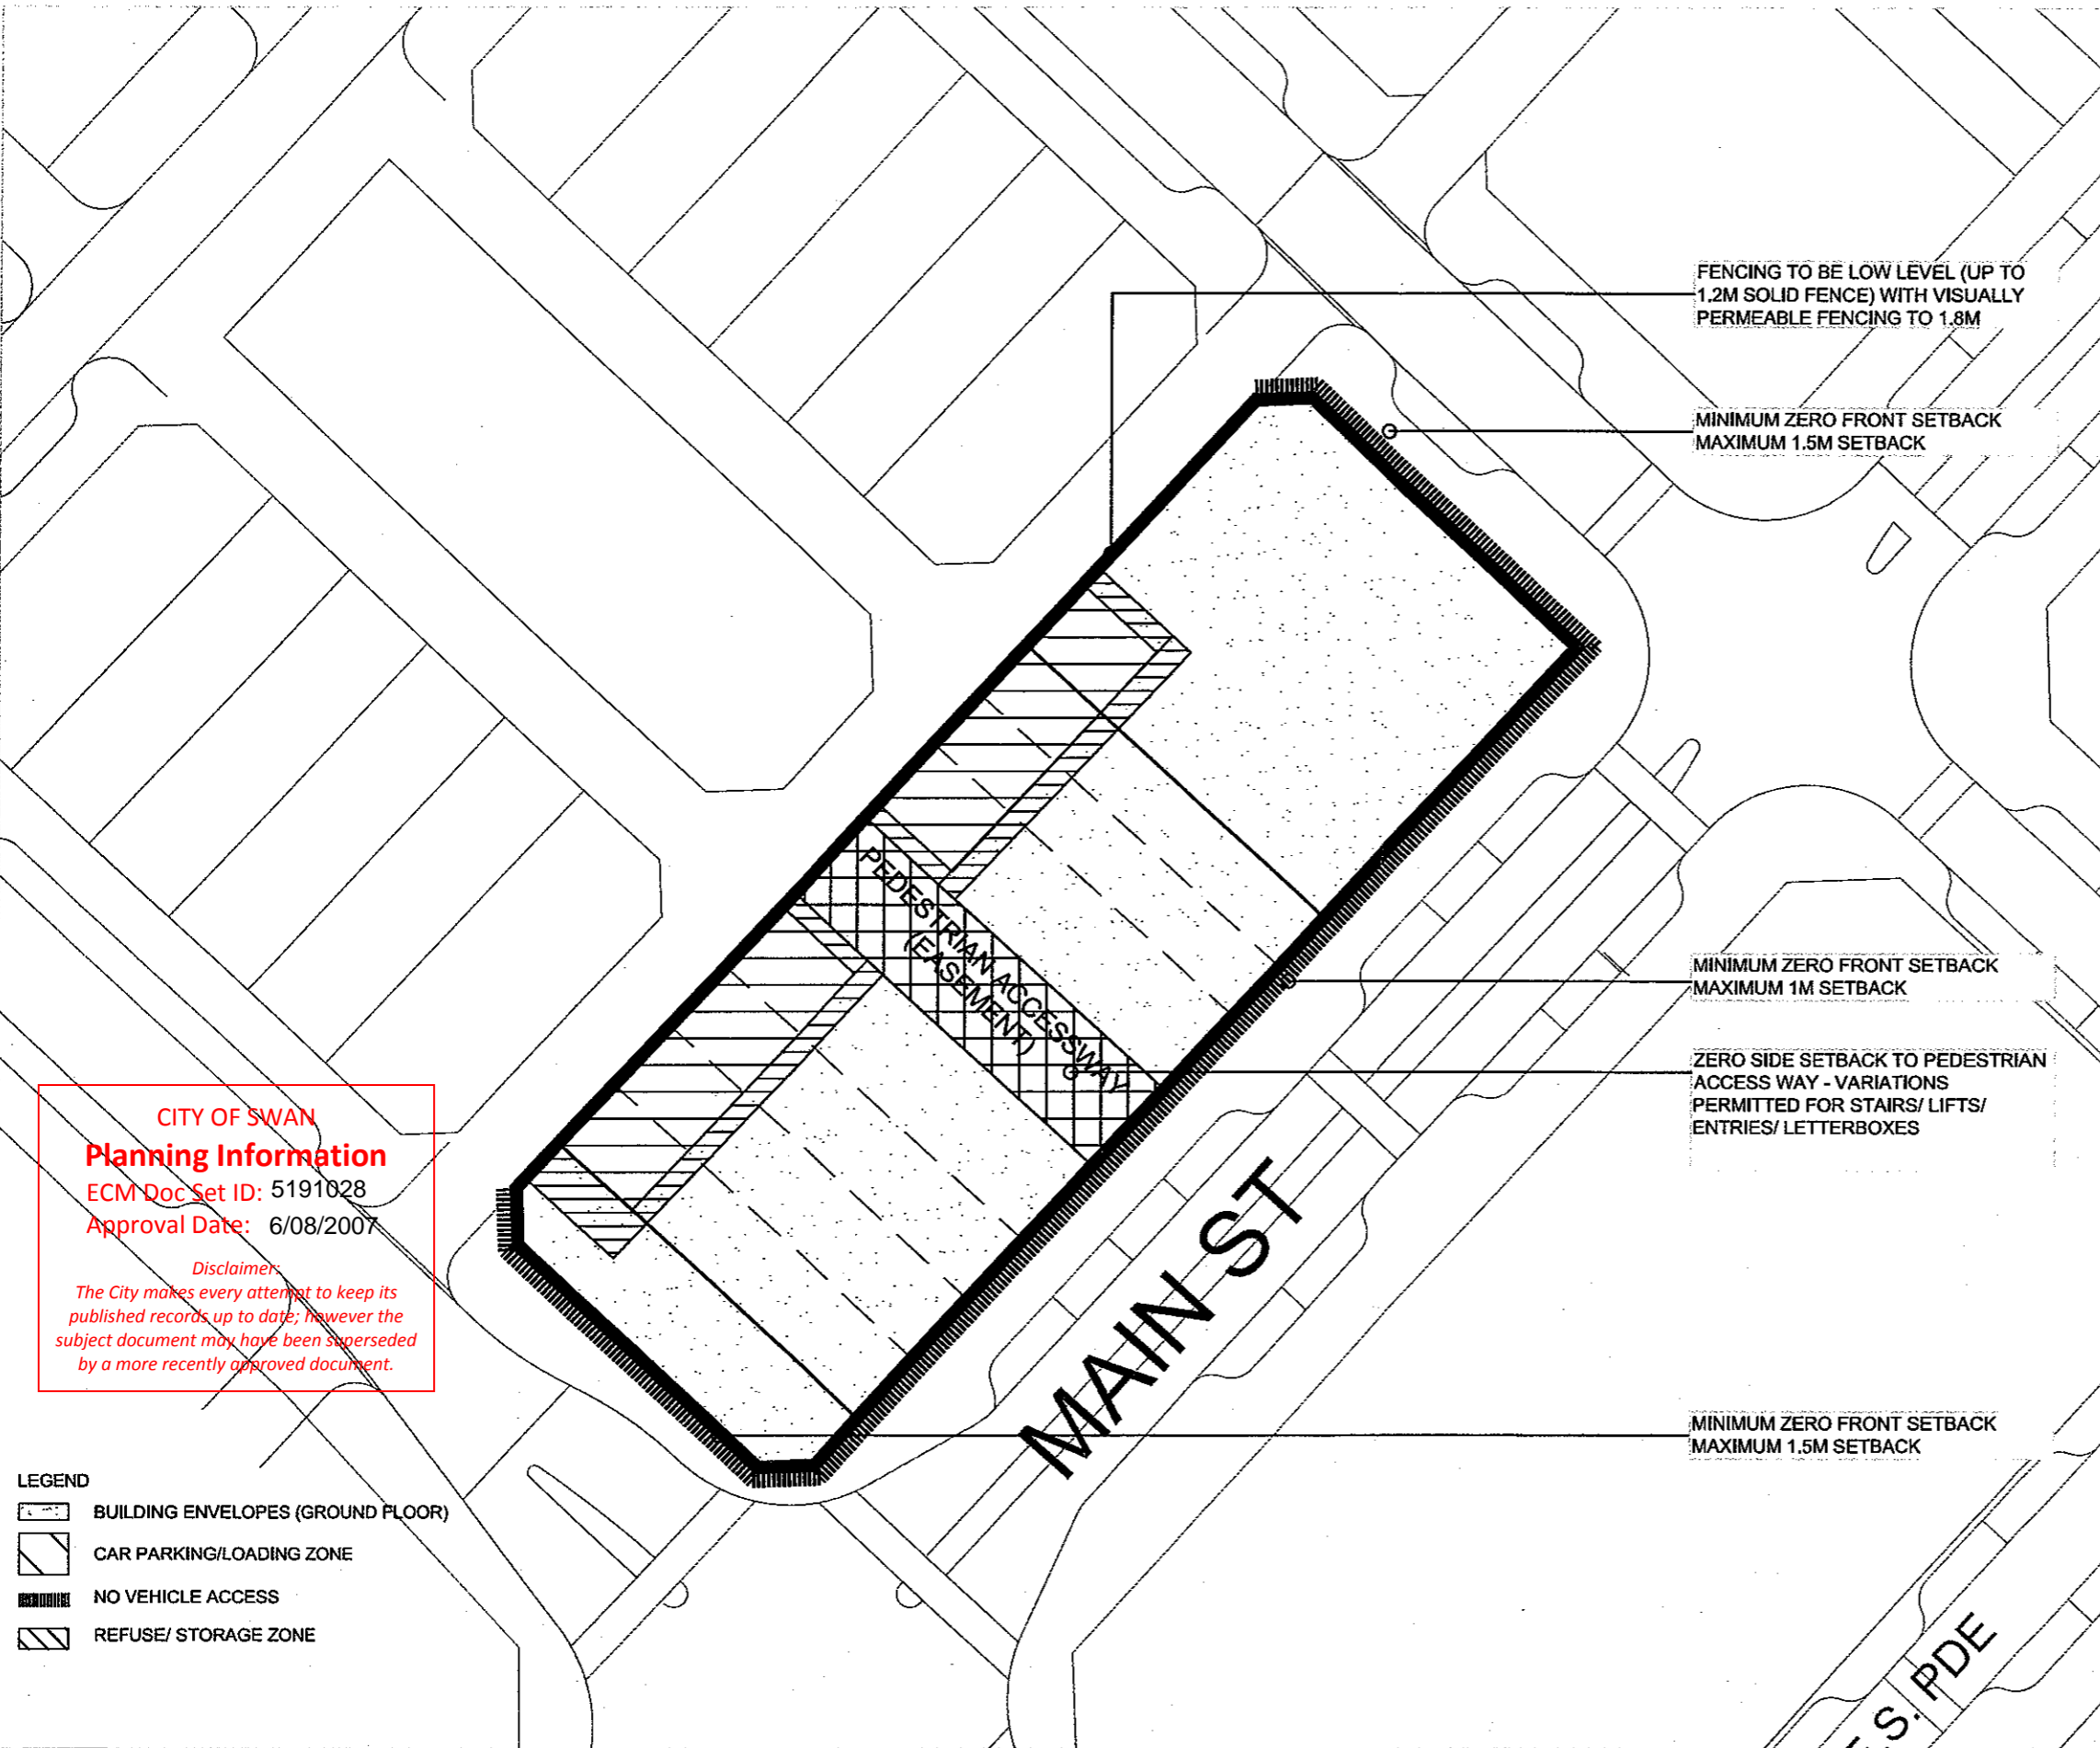 FENCING TO BE LOW LEVEL (UP TO
1.2M SOLID FENCE) WITH VISUALLY
PERMEABLE FENCING TO 1.8M
MINIMUM ZERO FRONT SETBACK
MAXIMUM 1.5M SETBACK
PEDESTRIAN ACCESSWAY
(EASEMENT)
MINIMUM ZERO FRONT SETBACK
MAXIMUM 1M SETBACK
ZERO SIDE SETBACK TO PEDESTRIAN
ACCESS WAY - VARIATIONS
PERMITTED FOR STAIRS/ LIFTS/
ENTRIES/ LETTERBOXES
CITY OF SWAN
Planning Information
ECM Doc Set ID: 5191028
Approval Date: 6/08/2007
Disclaimer:
The City makes every attempt to keep its
published records up to date; however the
subject document may have been superseded
by a more recently approved document.
MAIN ST
MINIMUM ZERO FRONT SETBACK
MAXIMUM 1.5M SETBACK
LEGEND
BUILDING ENVELOPES (GROUND FLOOR)
CAR PARKING/LOADING ZONE
NO VEHICLE ACCESS
REFUSE/ STORAGE ZONE
S. PDE